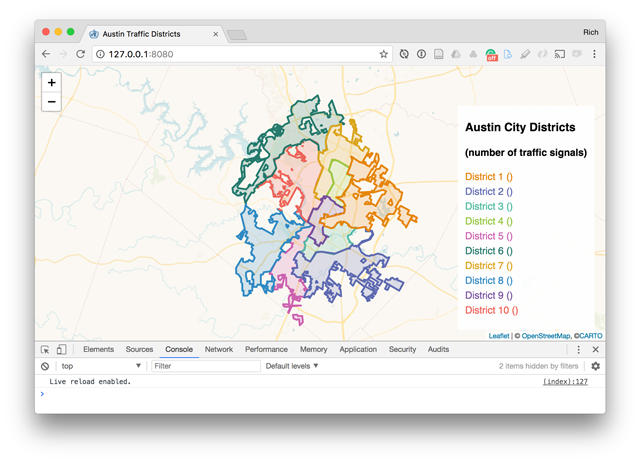 Austin Traffic Districts
Rich
127.0.0.1:8080
off
+
−
Austin City Districts
(number of traffic signals)
District 1 ()
District 2 ()
District 3 ()
District 4 ()
District 5 ()
District 6 ()
District 7 ()
District 8 ()
District 9 ()
District 10 ()
Leaflet | © OpenStreetMap, ©CARTO
Elements Sources Console Network Performance Memory Application Security Audits
top Filter Default levels 2 items hidden by filters
Live reload enabled. (index):127